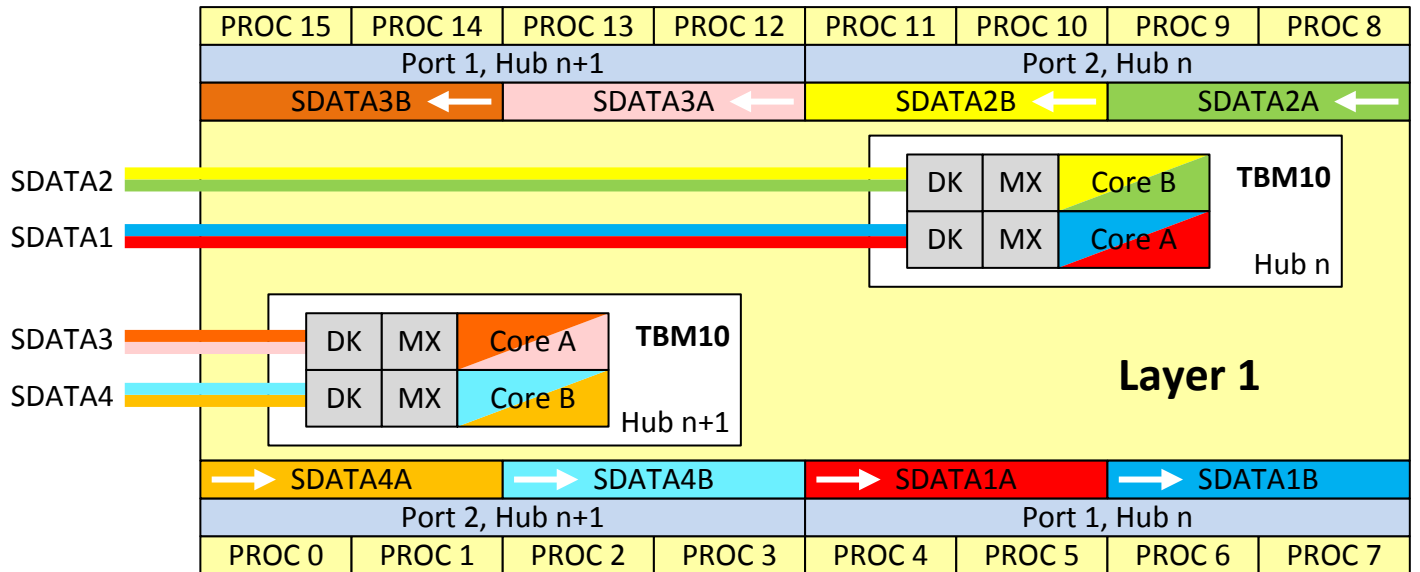 PROC 15 PROC 14 PROC 13 PROC 12 PROC 11 PROC 10 PROC 9 PROC 8
Port 1, Hub n+1 Port 2, Hub n
SDATA3B SDATA3A SDATA2B SDATA2A
SDATA2 DK MX Core B TBM10
SDATA1 DK MX Core A
Hub n
SDATA3 DK MX Core A TBM10
Layer 1
SDATA4 DK MX Core B
Hub n+1
SDATA4A SDATA4B SDATA1A SDATA1B
Port 2, Hub n+1 Port 1, Hub n
PROC 0 PROC 1 PROC 2 PROC 3 PROC 4 PROC 5 PROC 6 PROC 7